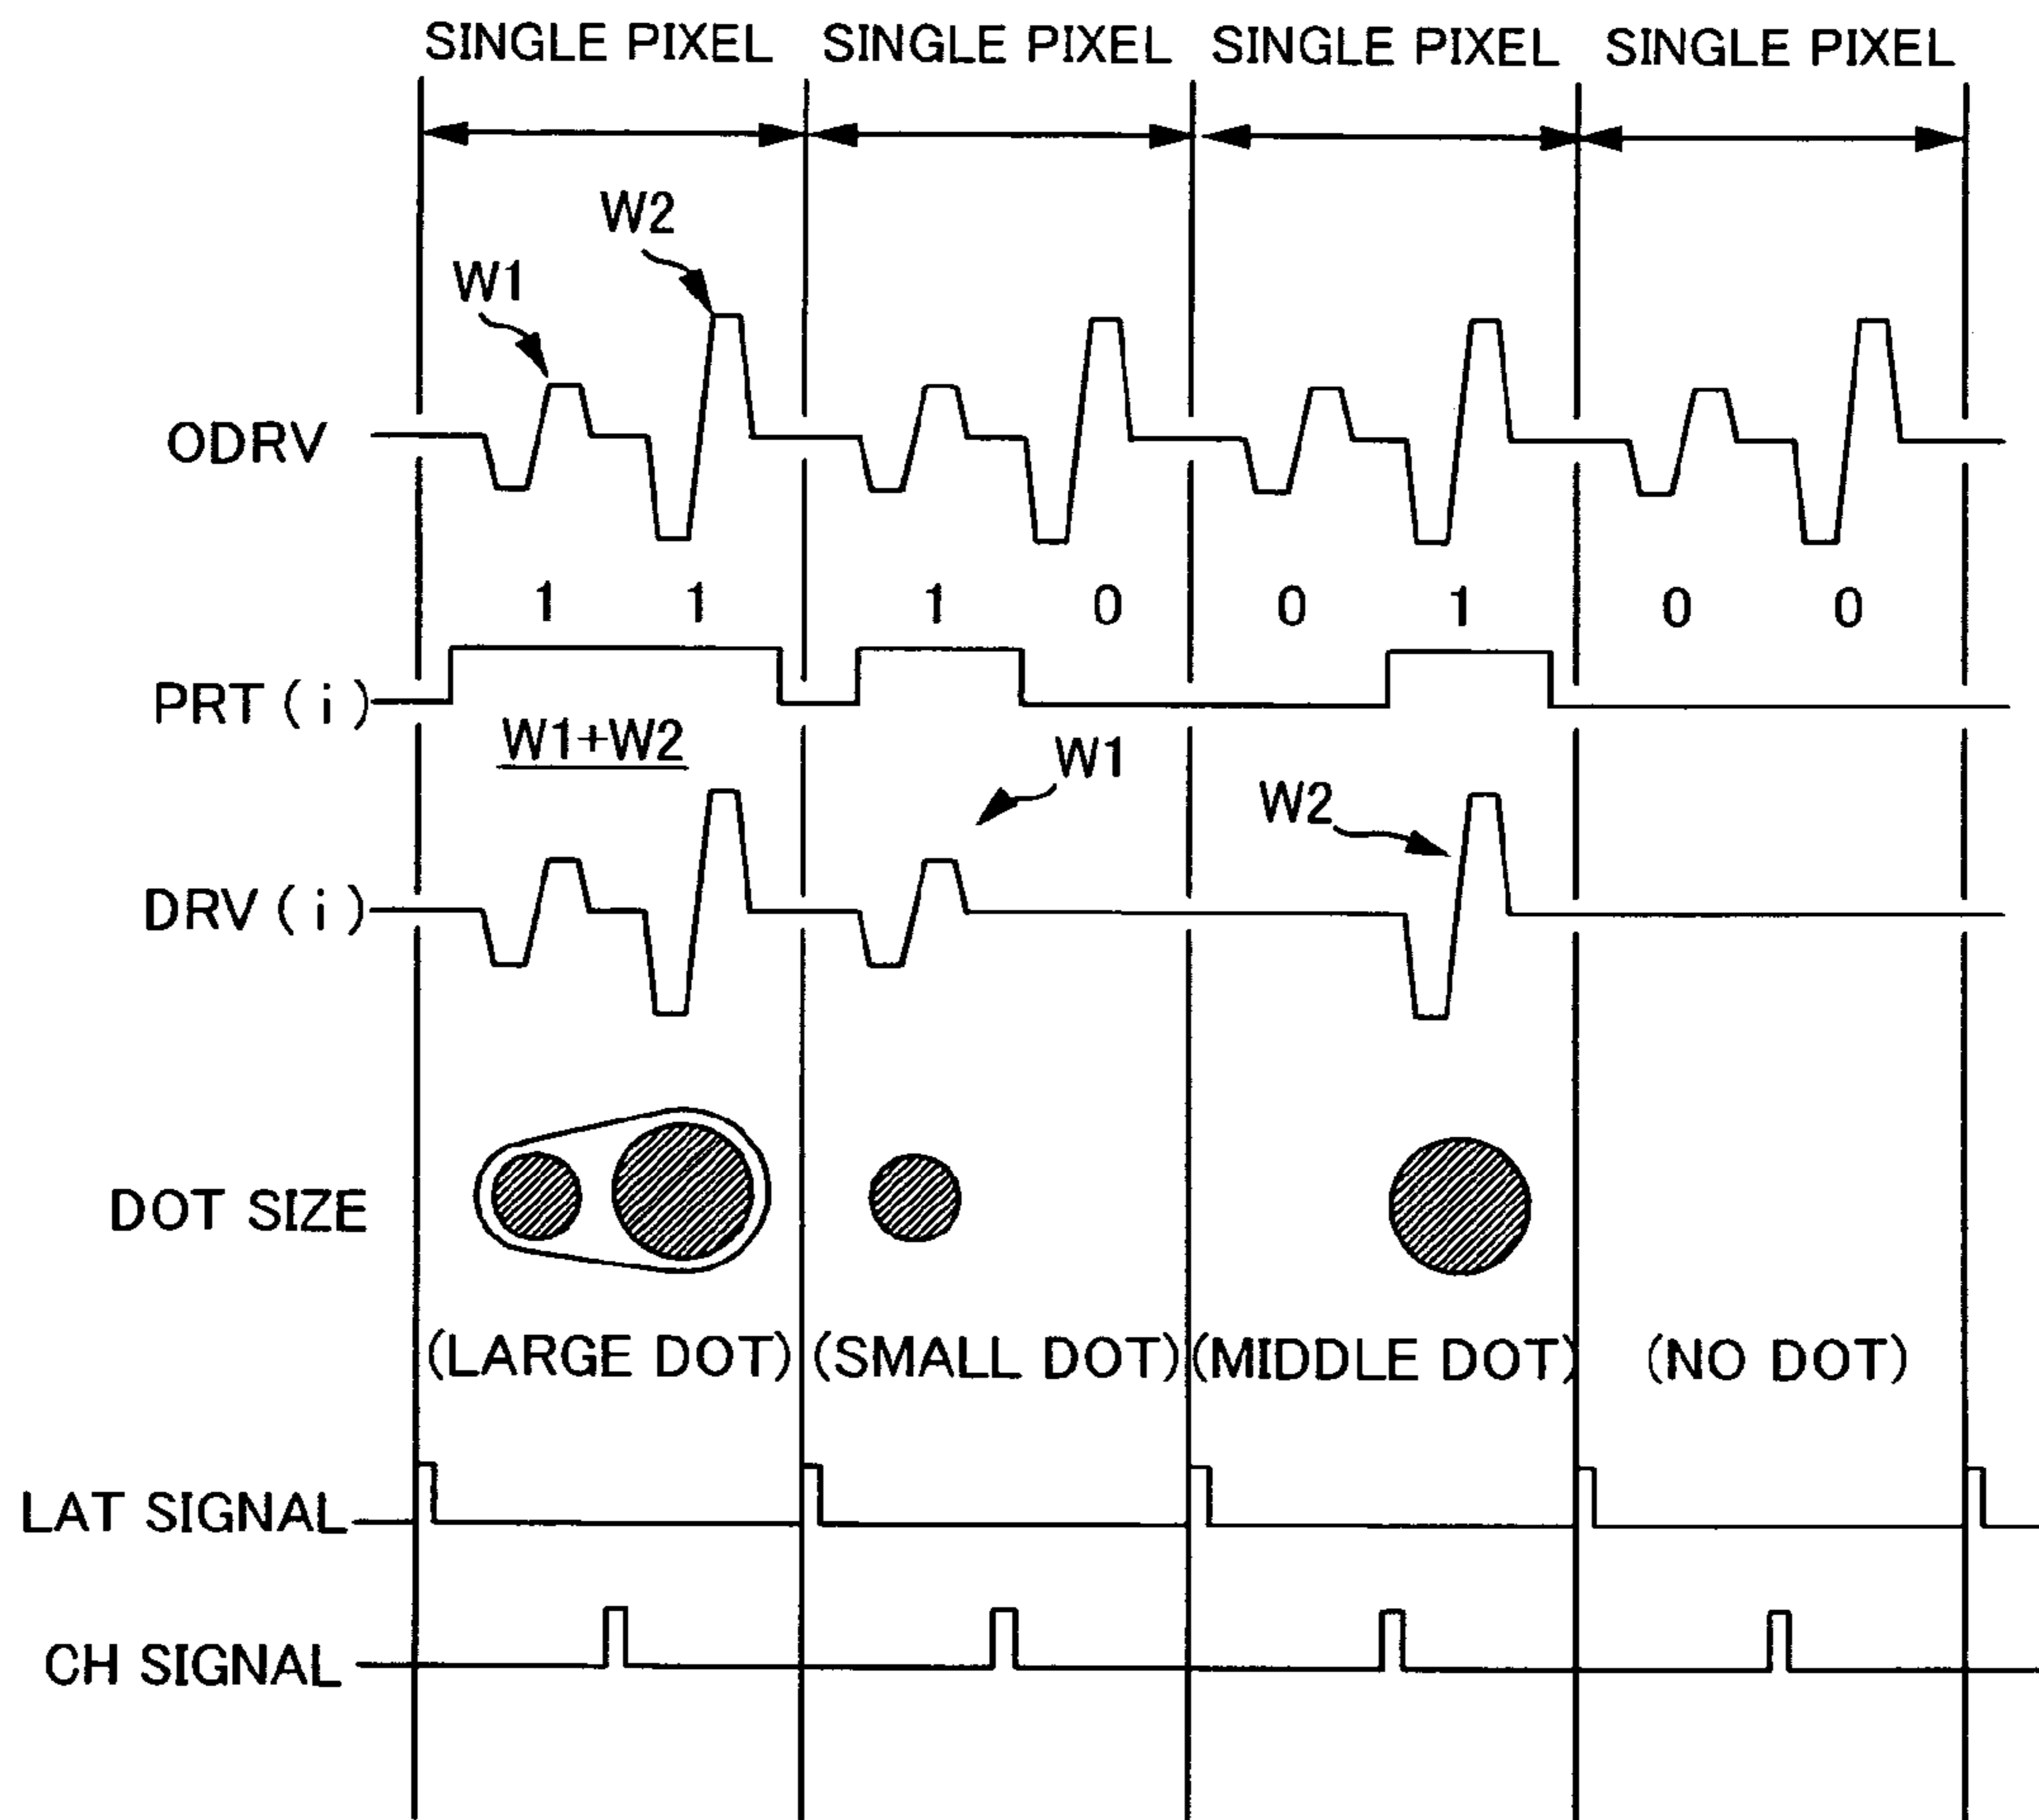 SINGLE PIXEL SINGLE PIXEL SINGLE PIXEL SINGLE PIXEL
W2
W1
ODRV
1 1 1 0 0 1 0 0
PRT ( i )
W1+W2
W1
W2
DRV ( i )
DOT SIZE
(LARGE DOT) (SMALL DOT) (MIDDLE DOT) (NO DOT)
LAT SIGNAL
CH SIGNAL